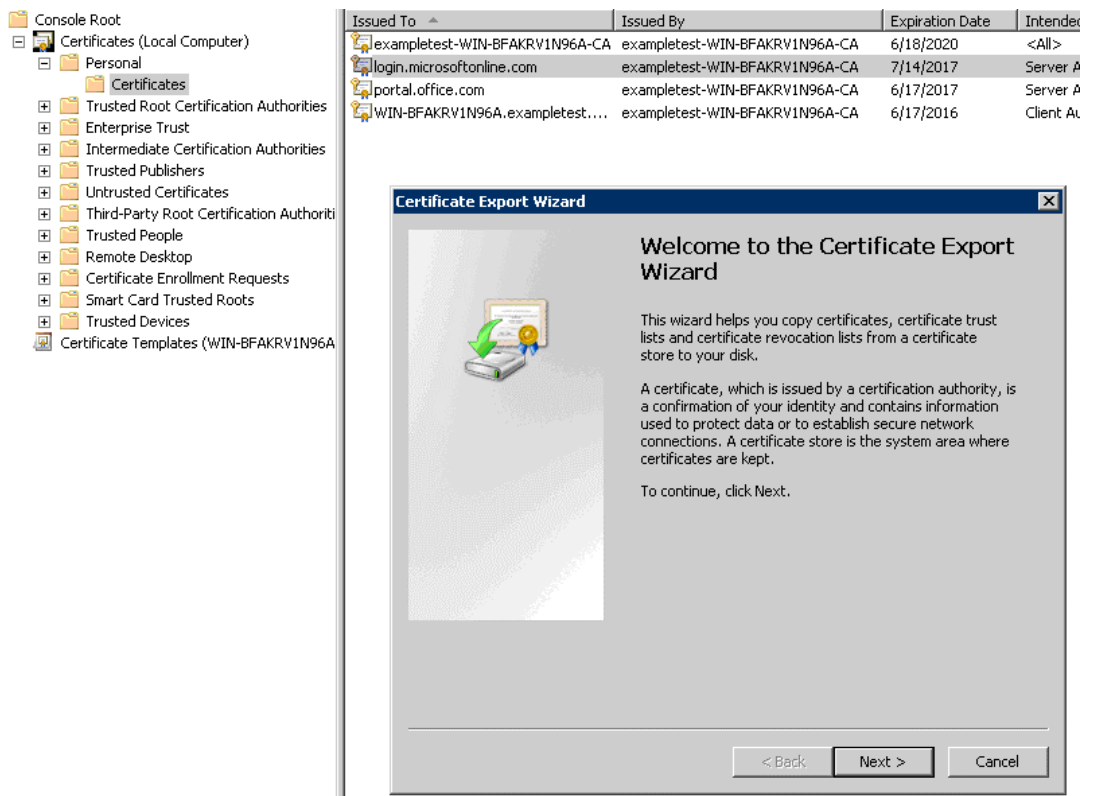 Console Root
Certificates (Local Computer)
Personal
Certificates
Trusted Root Certification Authorities
Enterprise Trust
Intermediate Certification Authorities
Trusted Publishers
Untrusted Certificates
Third-Party Root Certification Authoriti
Trusted People
Remote Desktop
Certificate Enrollment Requests
Smart Card Trusted Roots
Trusted Devices
Certificate Templates (WIN-BFAKRV1N96A
Issued To Issued By Expiration Date Intended
exampletest-WIN-BFAKRV1N96A-CA exampletest-WIN-BFAKRV1N96A-CA 6/18/2020 <All>
login.microsoftonline.com exampletest-WIN-BFAKRV1N96A-CA 7/14/2017 Server A
portal.office.com exampletest-WIN-BFAKRV1N96A-CA 6/17/2017 Server A
WIN-BFAKRV1N96A.exampletest.... exampletest-WIN-BFAKRV1N96A-CA 6/17/2016 Client Au
Certificate Export Wizard
Welcome to the Certificate Export
Wizard
This wizard helps you copy certificates, certificate trust
lists and certificate revocation lists from a certificate
store to your disk.
A certificate, which is issued by a certification authority, is
a confirmation of your identity and contains information
used to protect data or to establish secure network
connections. A certificate store is the system area where
certificates are kept.
To continue, click Next.
< Back Next > Cancel